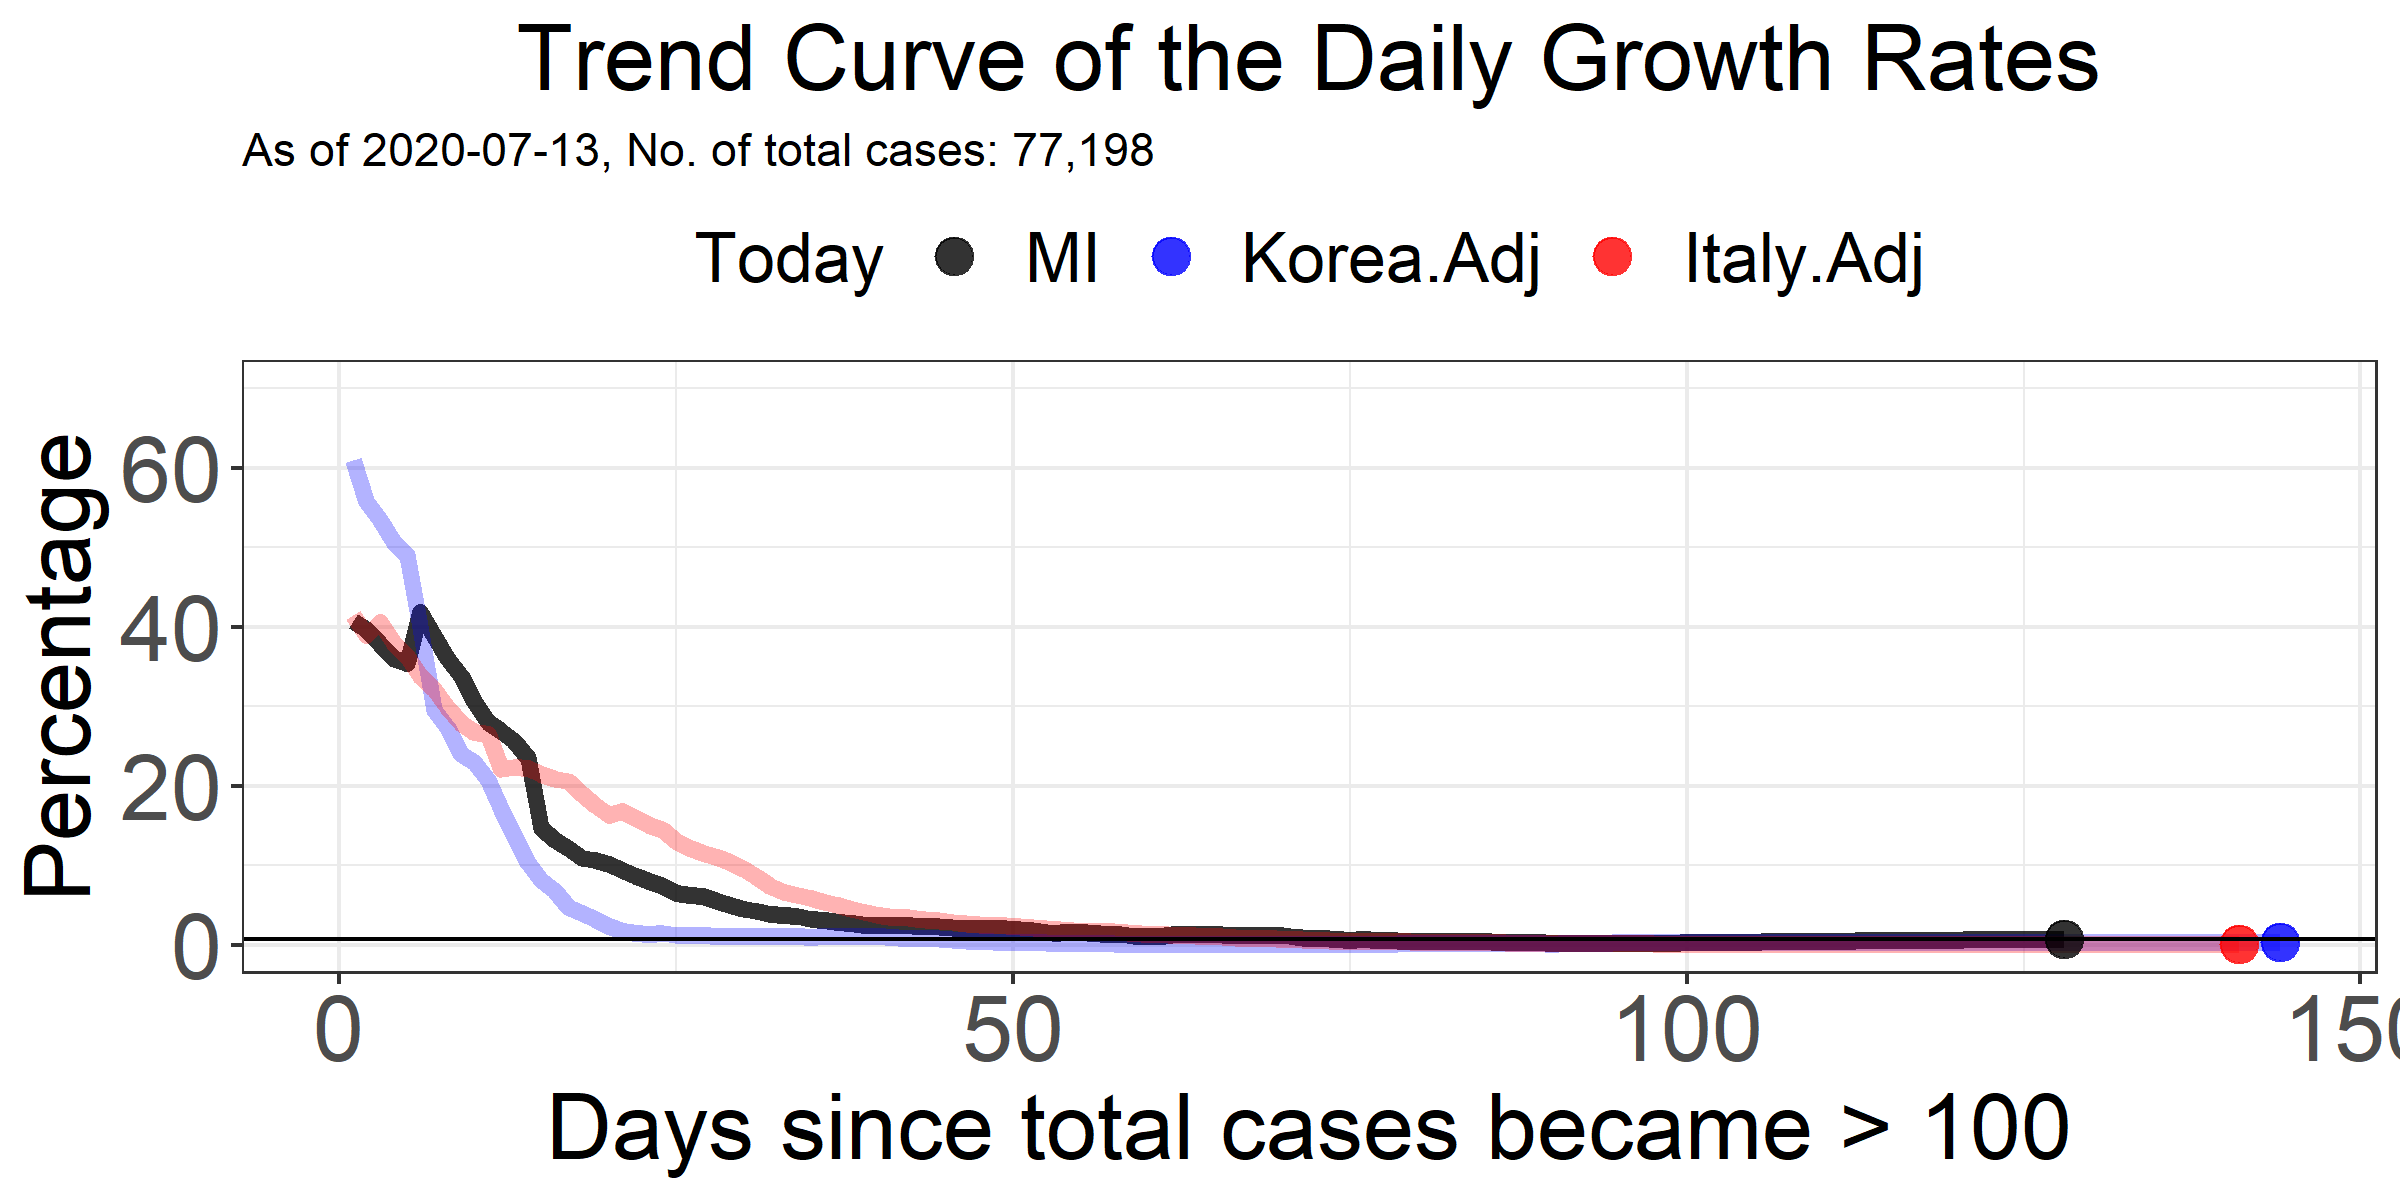 Trend Curve of the Daily Growth Rates
As of 2020-07-13, No. of total cases: 77,198
Today MI Korea.Adj Italy.Adj
Percentage
60
40
20
0
0 50 100 150
Days since total cases became > 100